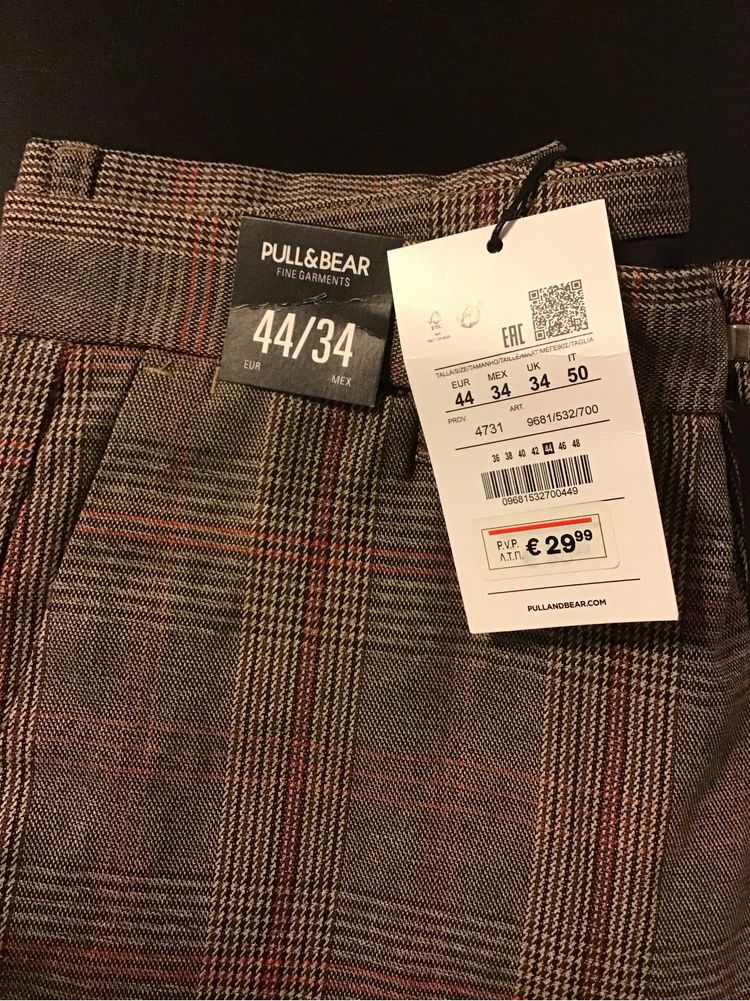 PULL&BEAR
FINE GARMENTS
44/34
EUR MEX
FSC
EAC
TALLA/SIZE/TAMANHO/TAILLE/MAAT/ΜΕΓΕΘΟΣ/TAGLIA
EUR MEX UK IT
44 34 34 50
PROV. ART.
4731 9681/532/700
36 38 40 42 44 46 48
09681532700449
P.V.P. € 29⁹⁹
Λ.Τ.Π.
PULLANDBEAR.COM